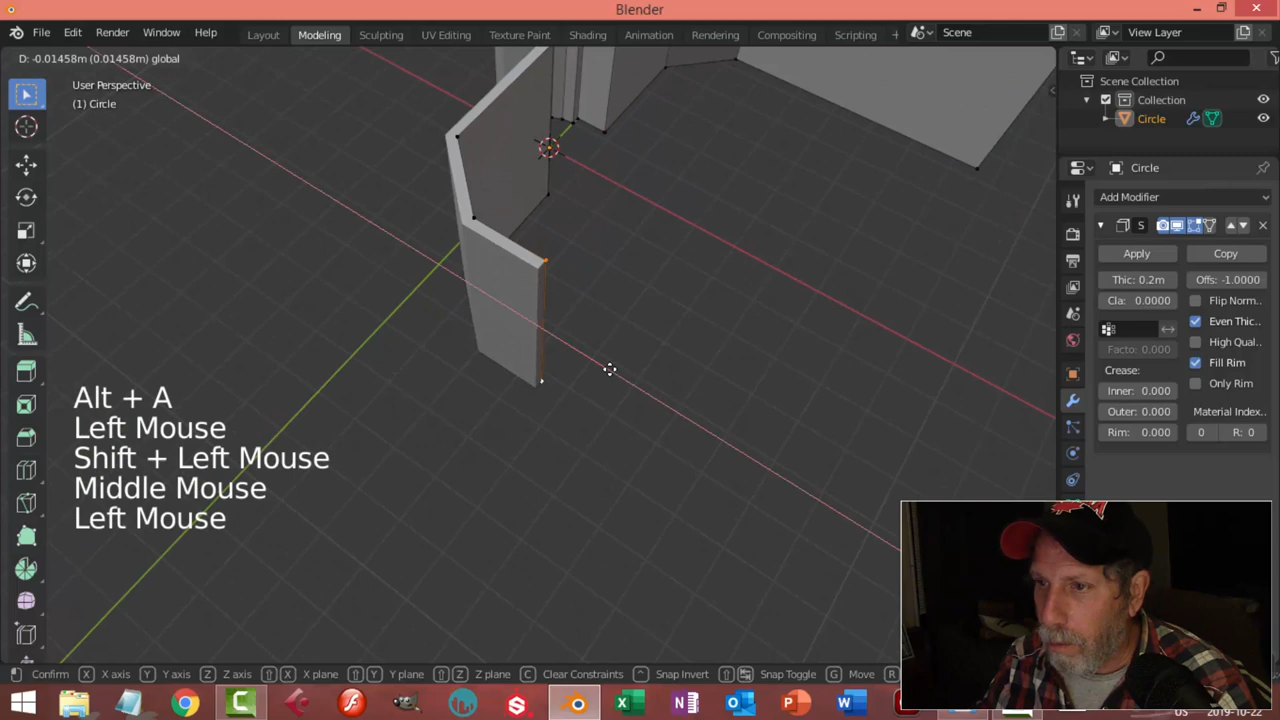 Blender
File Edit Render Window Help
Layout Modeling Sculpting UV Editing Texture Paint Shading Animation Rendering Compositing Scripting
Scene
View Layer
D: -0.01458m (0.01458m) global
User Perspective
(1) Circle
Scene Collection
Collection
Circle
Circle
Add Modifier
S
Apply Copy
Thic: 0.2m Offs: -1.0000
Cla: 0.0000 Flip Norm..
Even Thic..
High Qual..
Facto: 0.000
Crease: Fill Rim
Inner: 0.000 Only Rim
Outer: 0.000 Material Index..
Rim: 0.000 0 R: 0
Alt + A
Left Mouse
Shift + Left Mouse
Middle Mouse
Left Mouse
Confirm X X axis Y Y axis Z Z axis X X plane Y Y plane Z Z plane C Clear Constraints Snap Invert Snap Toggle G Move R
2019-10-22